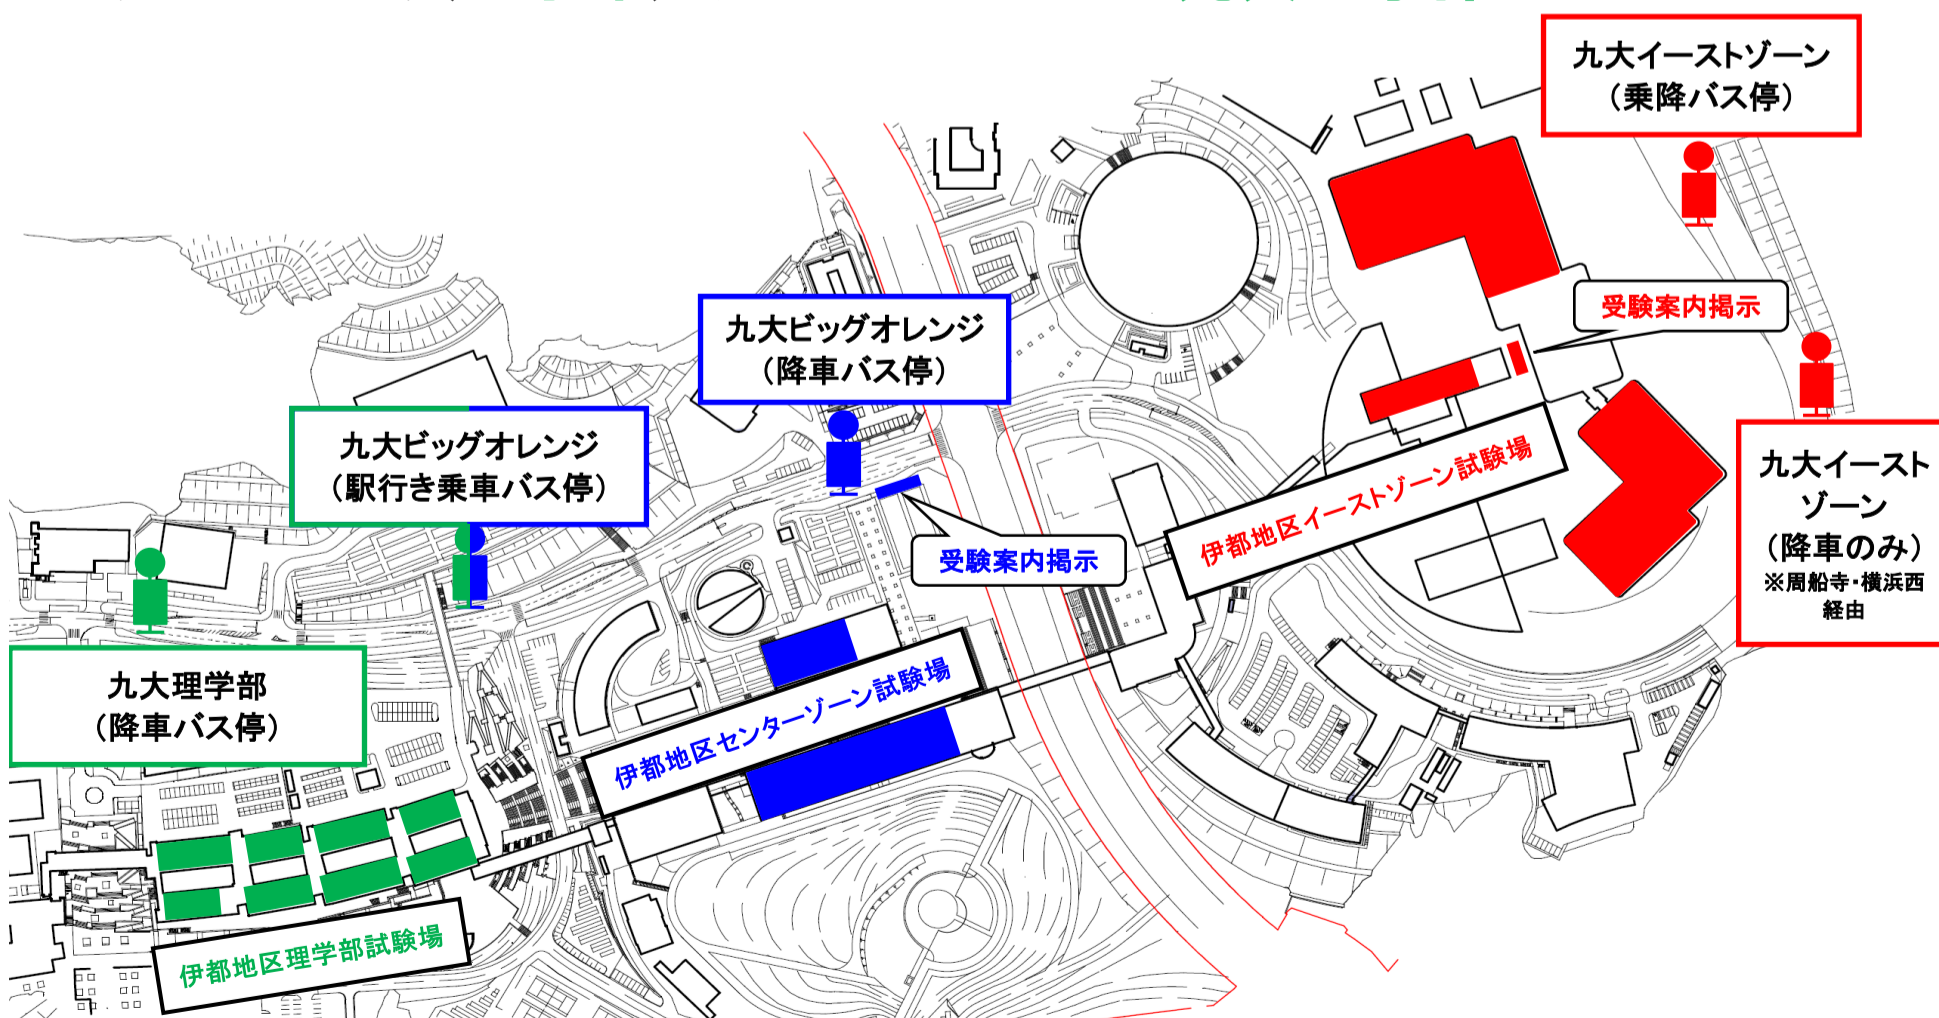 九大イーストゾーン
（乗降バス停）
受験案内掲示
九大ビッグオレンジ
（降車バス停）
九大ビッグオレンジ
（駅行き乗車バス停）
伊都地区イーストゾーン試験場
九大イースト
ゾーン
（降車のみ）
※周船寺・横浜西
経由
受験案内掲示
九大理学部
（降車バス停）
伊都地区センターゾーン試験場
伊都地区理学部試験場